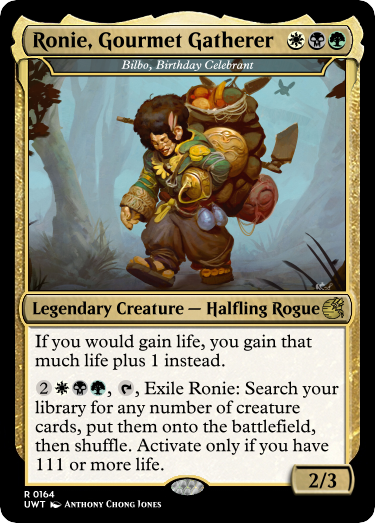 Ronie, Gourmet Gatherer
Bilbo, Birthday Celebrant
Legendary Creature — Halfling Rogue
If you would gain life, you gain that
much life plus 1 instead.
2, , Exile Ronie: Search your
library for any number of creature
cards, put them onto the battlefield,
then shuffle. Activate only if you have
111 or more life.
2/3
R 0164
UWT Anthony Chong Jones